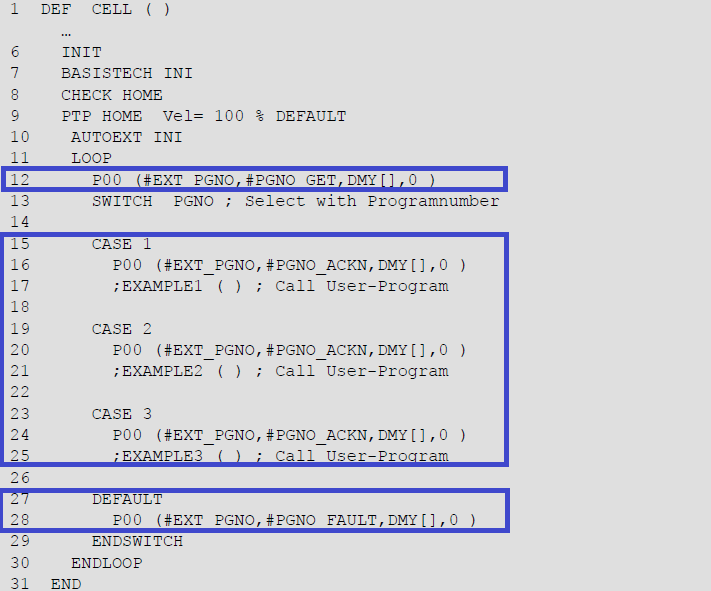 1 DEF CELL ( )
…
6 INIT
7 BASISTECH INI
8 CHECK HOME
9 PTP HOME Vel= 100 % DEFAULT
10 AUTOEXT INI
11 LOOP
12 P00 (#EXT_PGNO,#PGNO_GET,DMY[],0 )
13 SWITCH PGNO ; Select with Programnumber
14
15 CASE 1
16 P00 (#EXT_PGNO,#PGNO_ACKN,DMY[],0 )
17 ;EXAMPLE1 ( ) ; Call User-Program
18
19 CASE 2
20 P00 (#EXT_PGNO,#PGNO_ACKN,DMY[],0 )
21 ;EXAMPLE2 ( ) ; Call User-Program
22
23 CASE 3
24 P00 (#EXT_PGNO,#PGNO_ACKN,DMY[],0 )
25 ;EXAMPLE3 ( ) ; Call User-Program
26
27 DEFAULT
28 P00 (#EXT_PGNO,#PGNO_FAULT,DMY[],0 )
29 ENDSWITCH
30 ENDLOOP
31 END